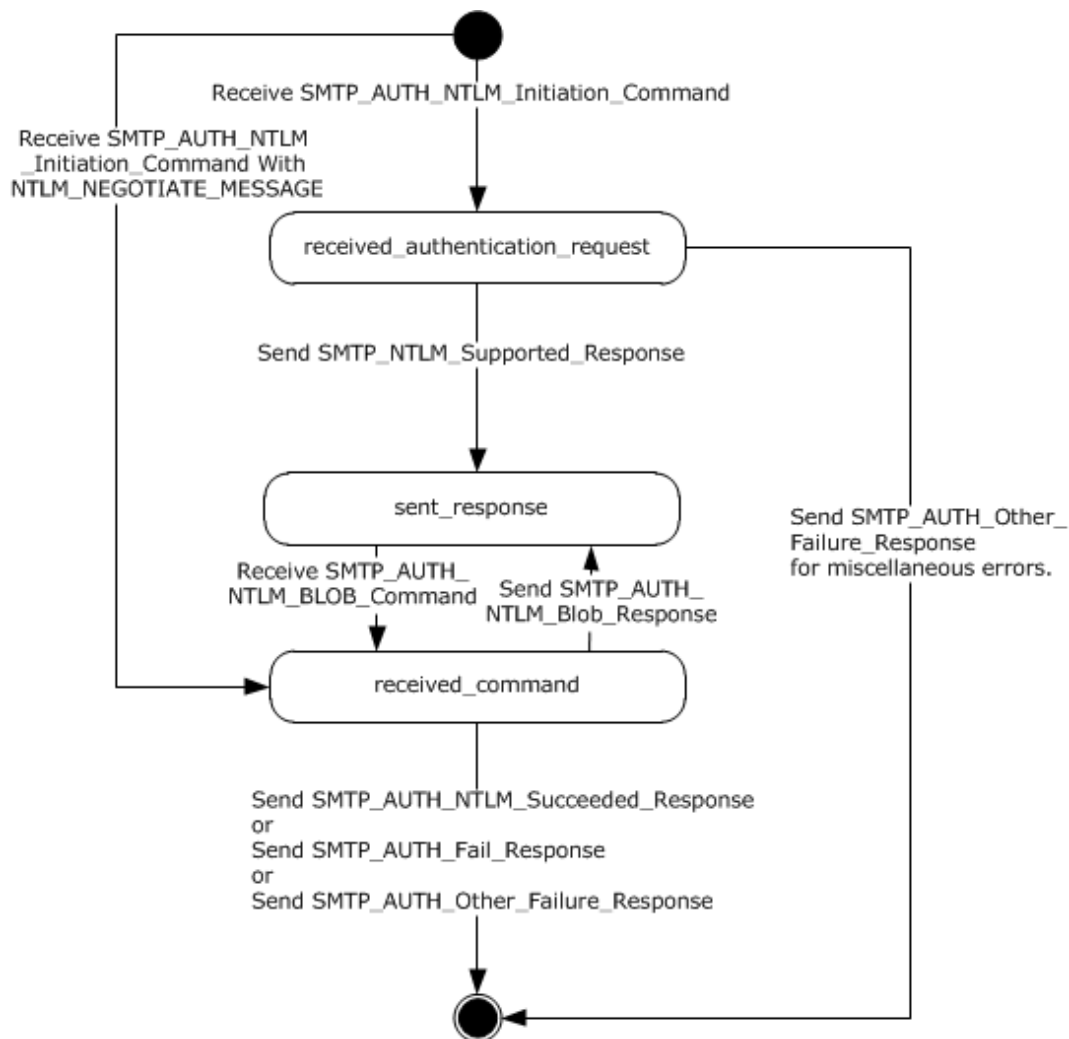 Receive SMTP_AUTH_NTLM_Initiation_Command
Receive SMTP_AUTH_NTLM
_Initiation_Command With
NTLM_NEGOTIATE_MESSAGE
received_authentication_request
Send SMTP_NTLM_Supported_Response
sent_response
Send SMTP_AUTH_Other_
Failure_Response
for miscellaneous errors.
Receive SMTP_AUTH_
NTLM_BLOB_Command
Send SMTP_AUTH_
NTLM_Blob_Response
received_command
Send SMTP_AUTH_NTLM_Succeeded_Response
or
Send SMTP_AUTH_Fail_Response
or
Send SMTP_AUTH_Other_Failure_Response